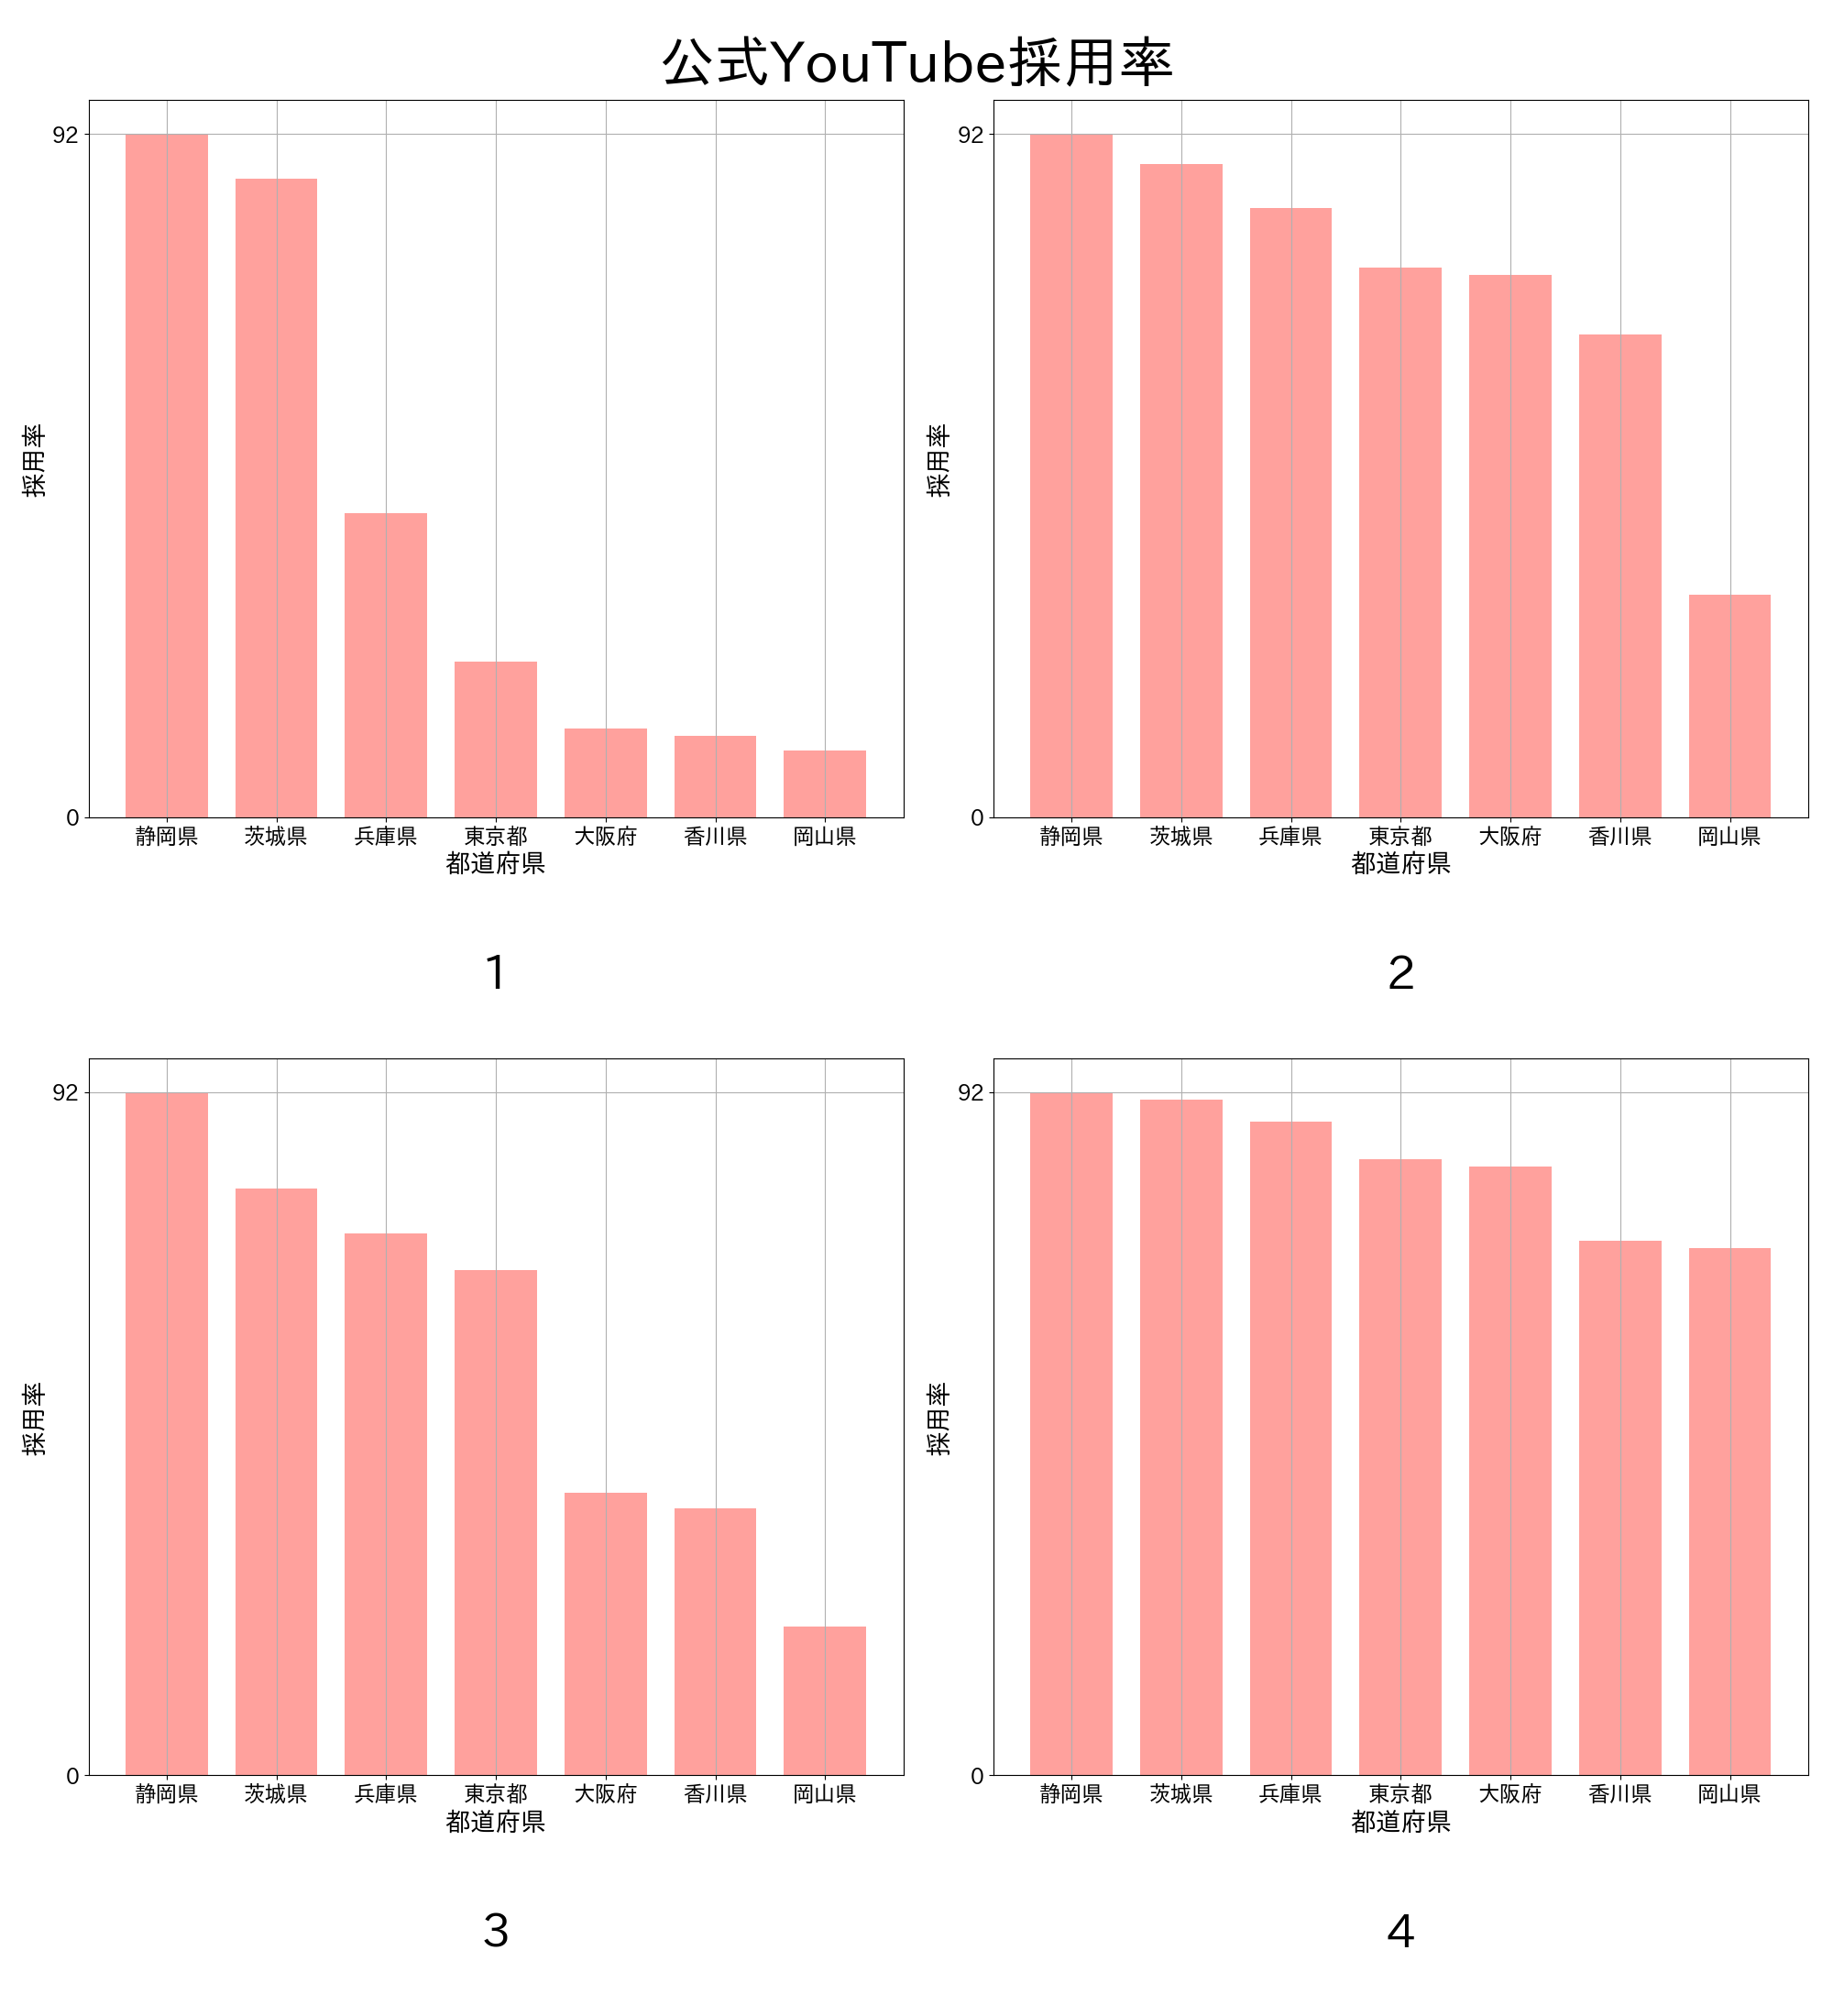 公式YouTube採用率
92
0
採用率
静岡県 茨城県 兵庫県 東京都 大阪府 香川県 岡山県
都道府県
1
92
0
採用率
静岡県 茨城県 兵庫県 東京都 大阪府 香川県 岡山県
都道府県
2
92
0
採用率
静岡県 茨城県 兵庫県 東京都 大阪府 香川県 岡山県
都道府県
3
92
0
採用率
静岡県 茨城県 兵庫県 東京都 大阪府 香川県 岡山県
都道府県
4